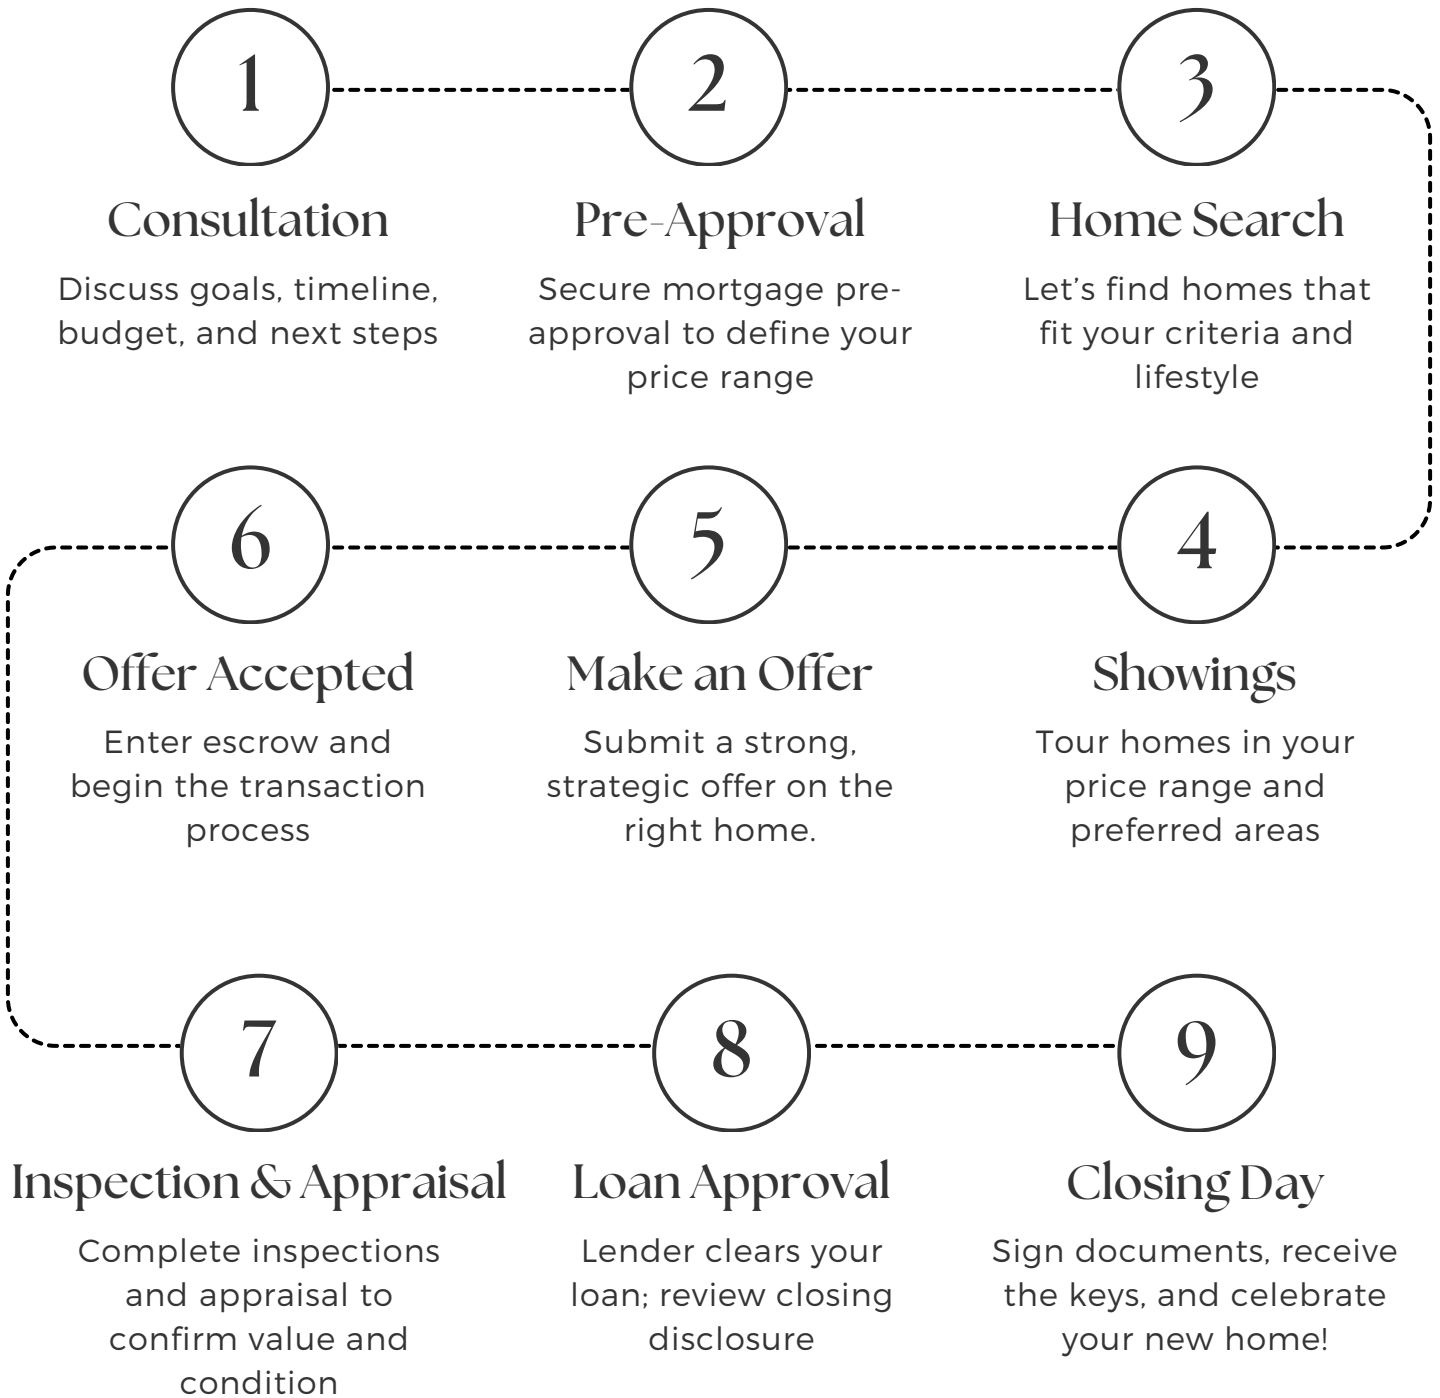 1
Consultation
Discuss goals, timeline,
budget, and next steps
2
Pre-Approval
Secure mortgage pre-
approval to define your
price range
3
Home Search
Let’s find homes that
fit your criteria and
lifestyle
4
Showings
Tour homes in your
price range and
preferred areas
5
Make an Offer
Submit a strong,
strategic offer on the
right home.
6
Offer Accepted
Enter escrow and
begin the transaction
process
7
Inspection & Appraisal
Complete inspections
and appraisal to
confirm value and
condition
8
Loan Approval
Lender clears your
loan; review closing
disclosure
9
Closing Day
Sign documents, receive
the keys, and celebrate
your new home!